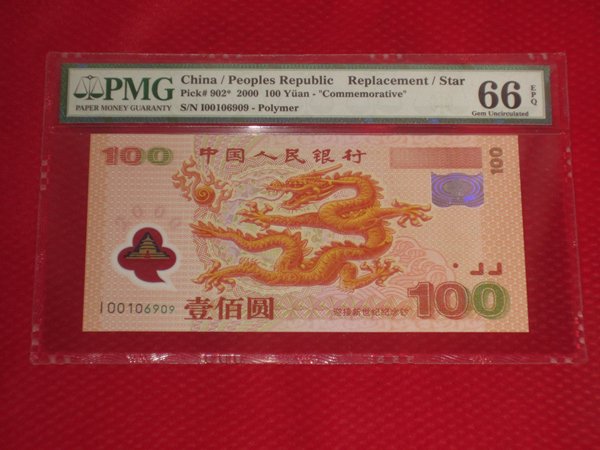 PMG
PAPER MONEY GUARANTY
China / Peoples Republic Replacement / Star
Pick# 902* 2000 100 Yüan - "Commemorative"
S/N I00106909 - Polymer
66 EPQ
Gem Uncirculated
100 中国人民银行
100
2000
I00106909
壹佰圆
迎接新世纪纪念钞
100